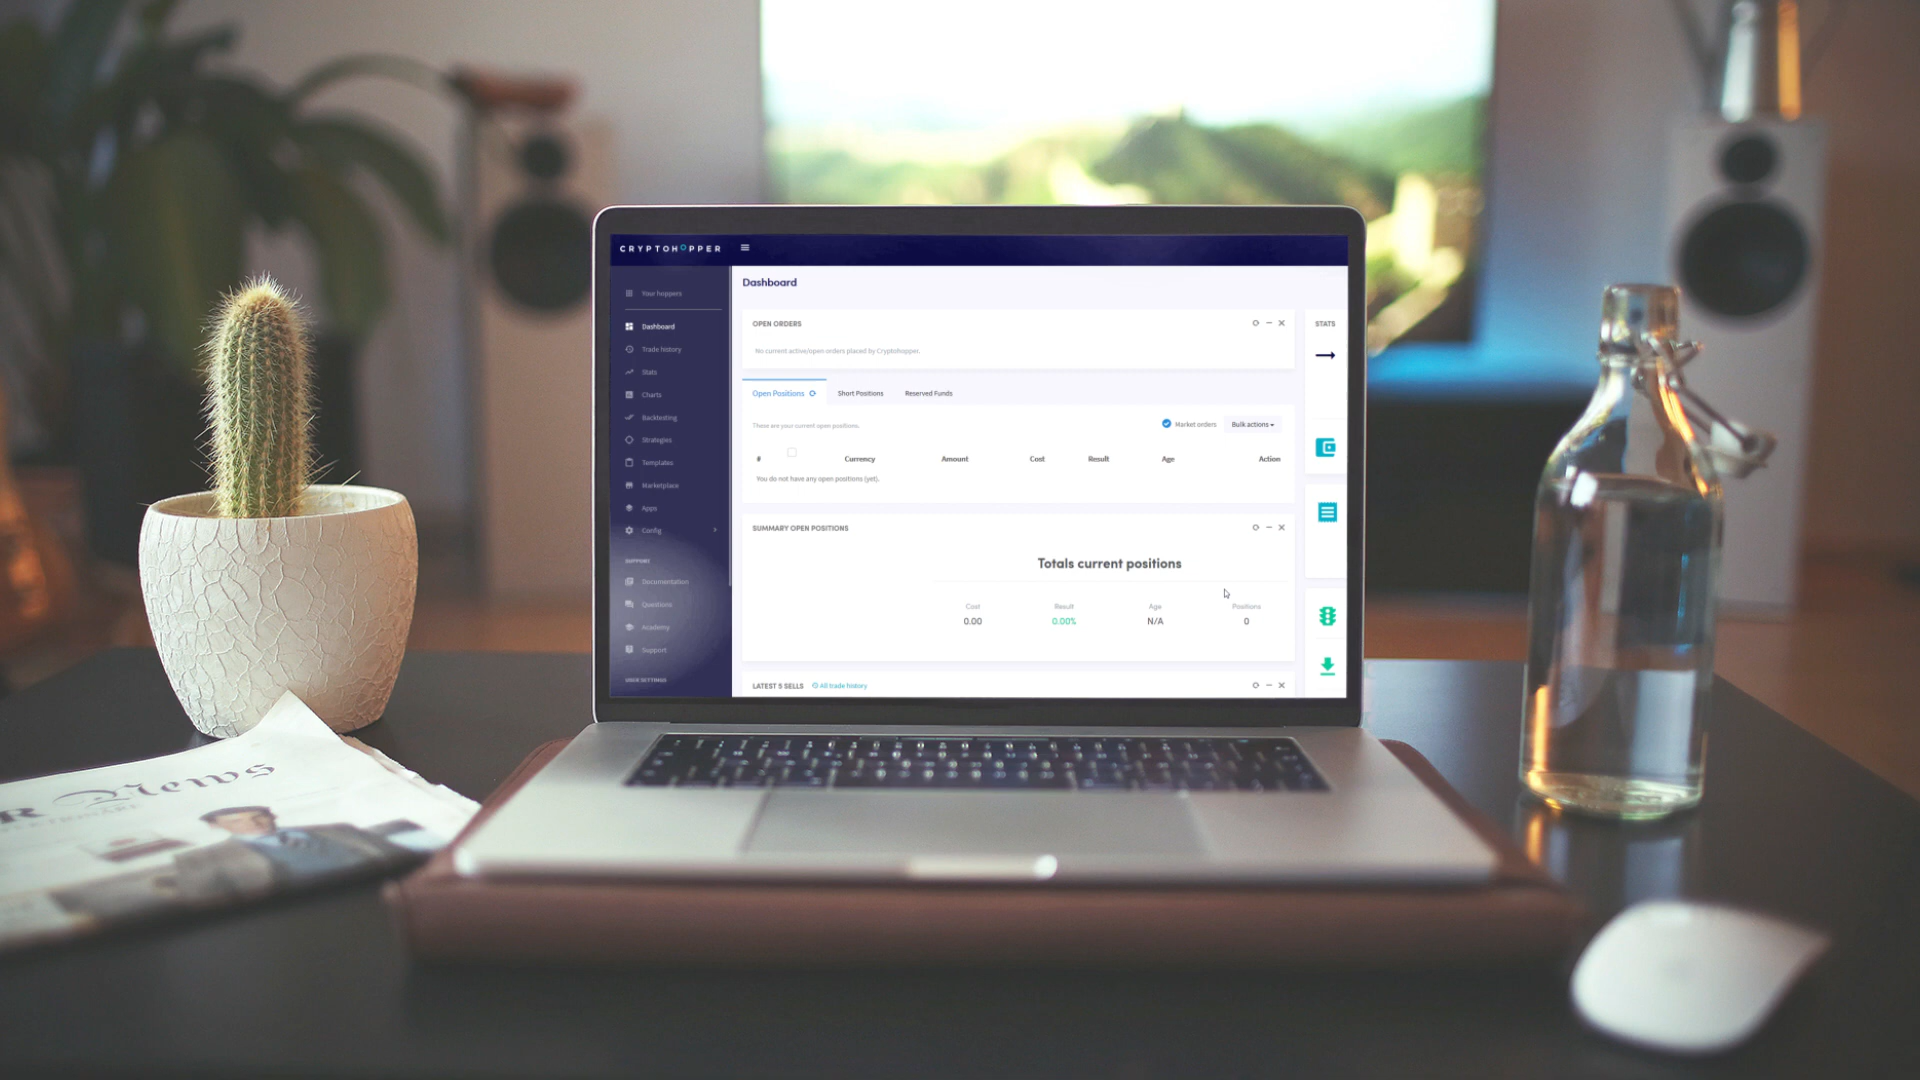 CRYPTOHOPPER
Your hoppers
Dashboard
Trade history
Stats
Charts
Backtesting
Strategies
Templates
Marketplace
Apps
Config
SUPPORT
Documentation
Questions
Academy
Support
USER SETTINGS
Dashboard
OPEN ORDERS
No current active/open orders placed by Cryptohopper.
Open Positions Short Positions Reserved Funds
These are your current open positions.
Market orders Bulk actions
# Currency Amount Cost Result Age Action
You do not have any open positions (yet).
SUMMARY OPEN POSITIONS
Totals current positions
Cost Result Age Positions
0.00 0.00% N/A 0
LATEST 5 SELLS All trade history
STATS
R News